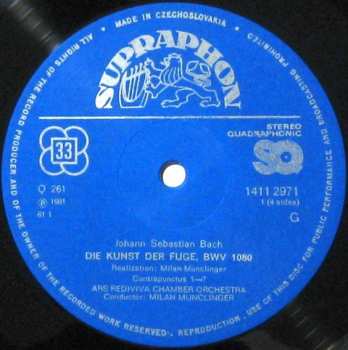 MADE IN CZECHOSLOVAKIA
ALL RIGHTS OF THE RECORD PRODUCER AND OF THE OWNER OF THE RECORDED WORK RESERVED. REPRODUCTION, USE OF THIS DISC FOR PUBLIC PERFORMANCE AND BROADCASTING PROHIBITED
SUPRAPHON
33
STEREO
QUADRAPHONIC
SQ
Q 261
Ⓟ 1981
61 1
1411 2971
1 (4 sides)
G
Johann Sebastian Bach
DIE KUNST DER FUGE, BWV 1080
Realization: Milan Munclinger
Contrapunctus 1—7
ARS REDIVIVA CHAMBER ORCHESTRA
Conductor: MILAN MUNCLINGER